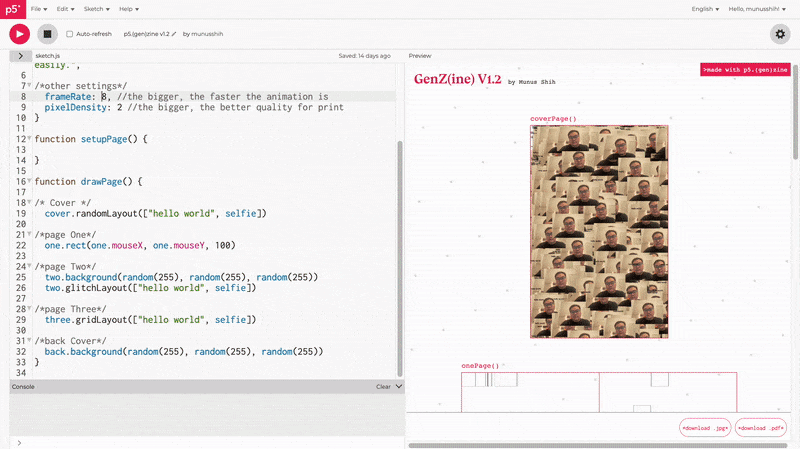 p5*
File
Edit
Sketch
Help
English
Hello, munusshih!
Auto-refresh
p5.(gen)zine v1.2
by munusshih
sketch.js
Saved: 14 days ago
Preview
easily.",
6
7 /*other settings*/
8 frameRate: 8, //the bigger, the faster the animation is
9 pixelDensity: 2 //the bigger, the better quality for print
10 }
11
12 function setupPage() {
13
14 }
15
16 function drawPage() {
17
18 /* Cover */
19 cover.randomLayout(["hello world", selfie])
20
21 /*page One*/
22 one.rect(one.mouseX, one.mouseY, 100)
23
24 /*page Two*/
25 two.background(random(255), random(255), random(255))
26 two.glitchLayout(["hello world", selfie])
27
28 /*page Three*/
29 three.gridLayout(["hello world", selfie])
30
31 /*back Cover*/
32 back.background(random(255), random(255), random(255))
33 }
34
Console
Clear
>
>made with p5.(gen)zine
GenZ(ine) V1.2 by Munus Shih
coverPage()
onePage()
*download .jpg*
*download .pdf*